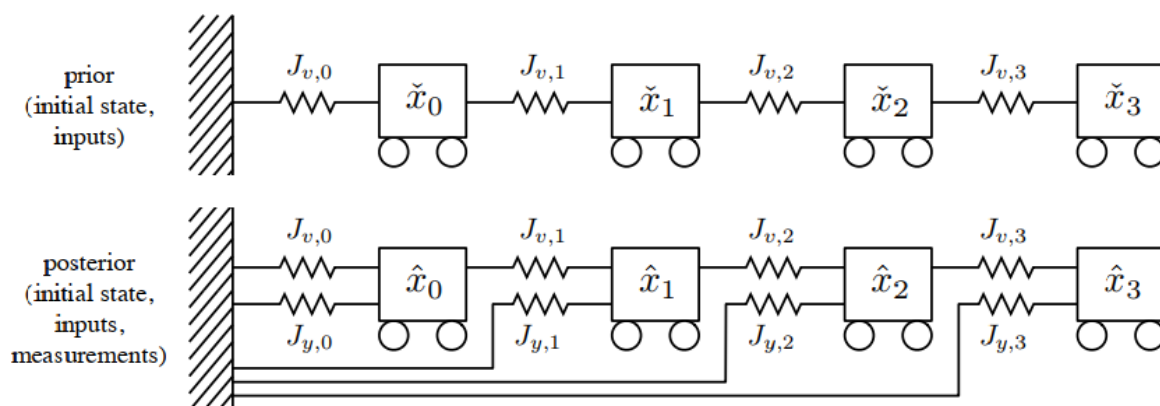 prior
(initial state,
inputs)
J_{v,0} J_{v,1} J_{v,2} J_{v,3}
x̌_0 x̌_1 x̌_2 x̌_3
posterior
(initial state,
inputs,
measurements)
J_{v,0} J_{v,1} J_{v,2} J_{v,3}
x̂_0 x̂_1 x̂_2 x̂_3
J_{y,0} J_{y,1} J_{y,2} J_{y,3}